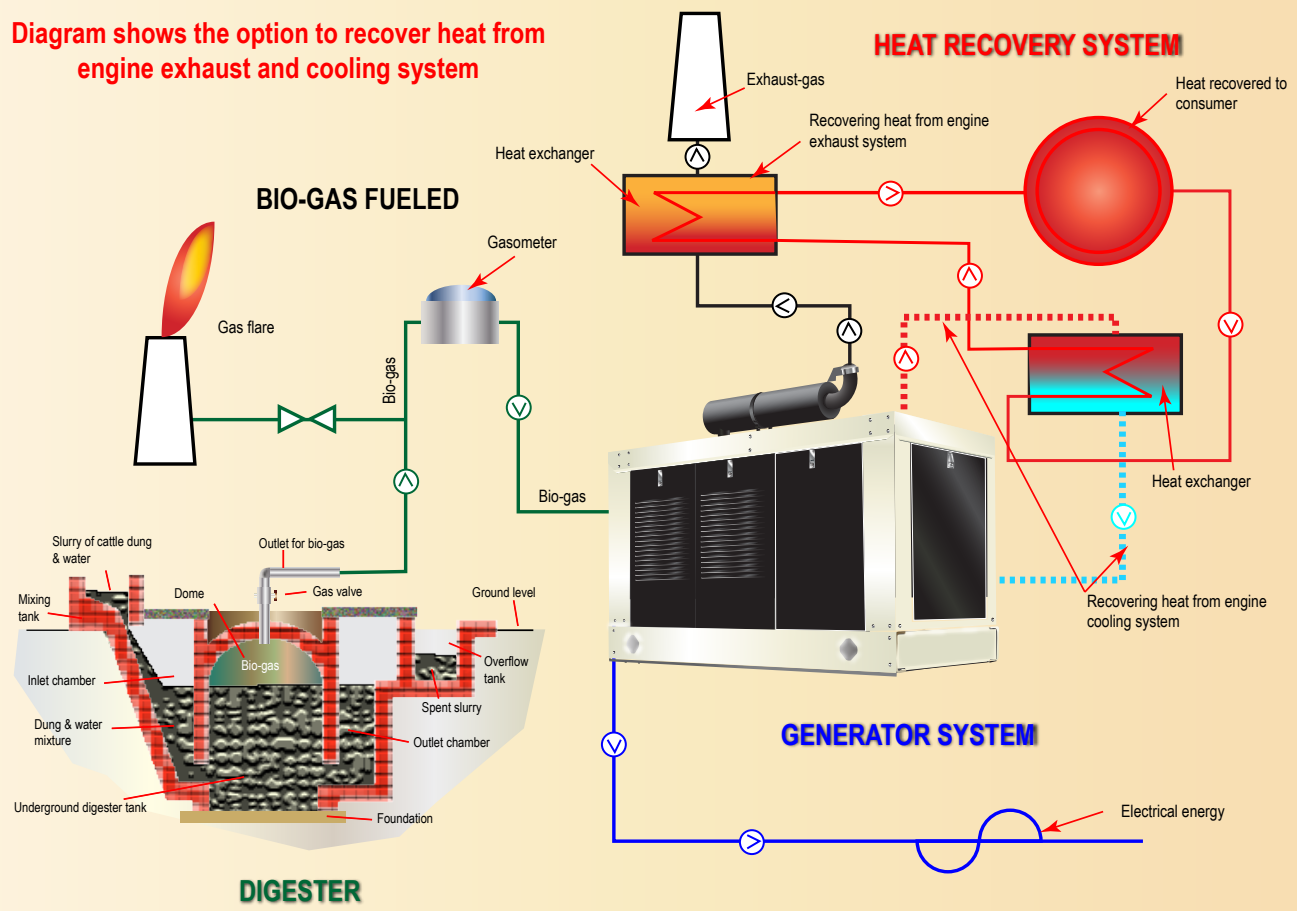 Diagram shows the option to recover heat from
engine exhaust and cooling system
HEAT RECOVERY SYSTEM
Exhaust-gas
Heat recovered to
consumer
Recovering heat from engine
exhaust system
Heat exchanger
BIO-GAS FUELED
Gasometer
Gas flare
Bio-gas
Bio-gas
Heat exchanger
Recovering heat from engine
cooling system
Slurry of cattle dung
& water
Outlet for bio-gas
Mixing
tank
Dome
Gas valve
Ground level
Bio-gas
Overflow
tank
Inlet chamber
Spent slurry
Dung & water
mixture
Outlet chamber
Underground digester tank
Foundation
GENERATOR SYSTEM
Electrical energy
DIGESTER